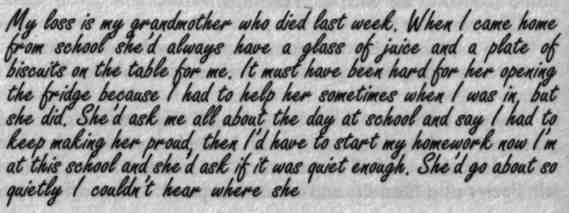 My loss is my grandmother who died last week. When I came home
from school she'd always have a glass of juice and a plate of
biscuits on the table for me. It must have been hard for her opening
the fridge because I had to help her sometimes when I was in, but
she did. She'd ask me all about the day at school and say I had to
keep making her proud, then I'd have to start my homework now I'm
at this school and she'd ask if it was quiet enough. She'd go about so
quietly I couldn't hear where she